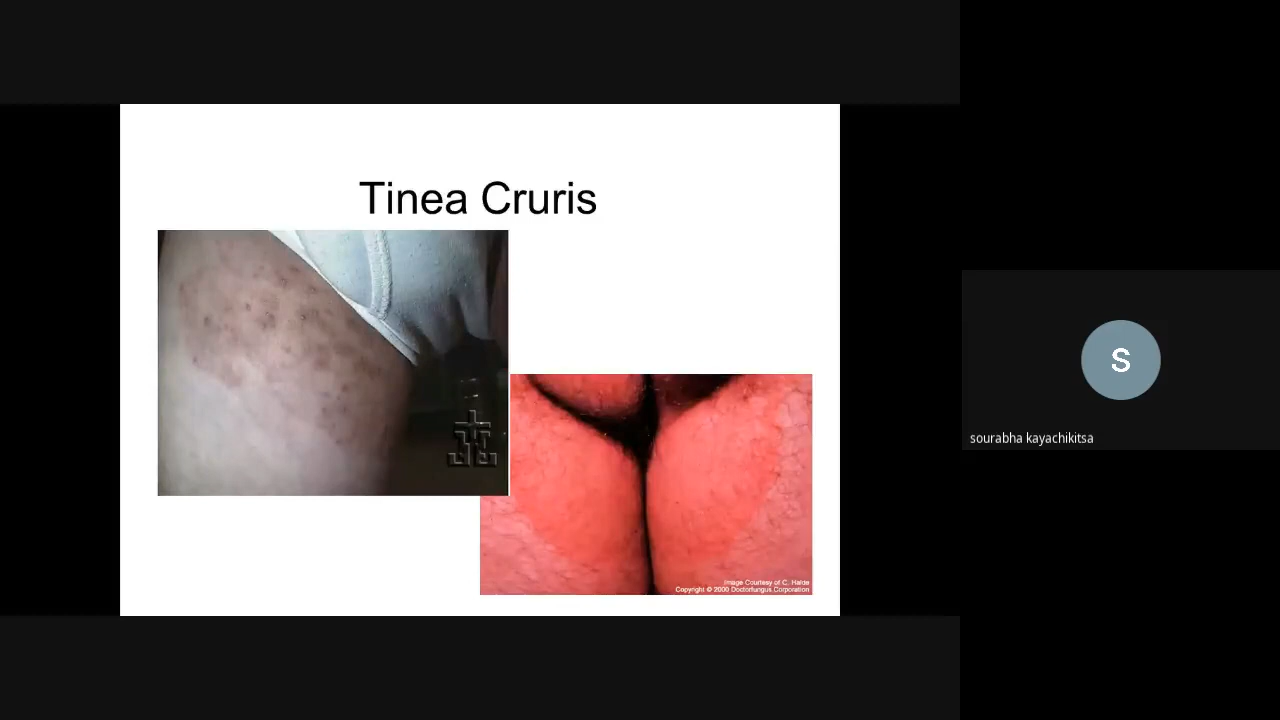 Tinea Cruris
Image Courtesy of C. Halde
Copyright © 2000 Doctorfungus Corporation
S
sourabha kayachikitsa